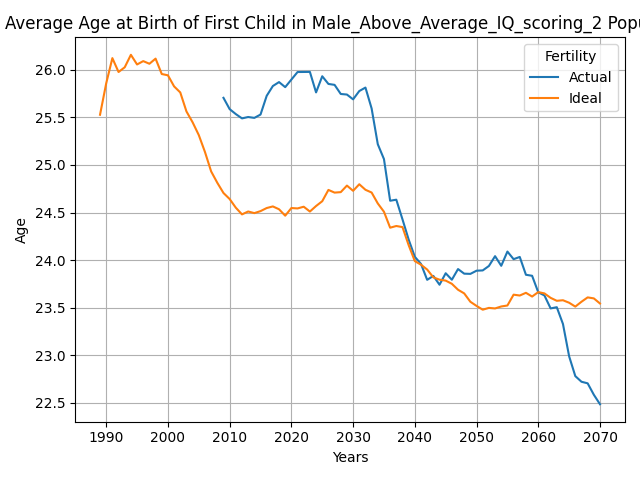 Average Age at Birth of First Child in Male_Above_Average_IQ_scoring_2
Fertility
Actual
Ideal
26.0
25.5
25.0
24.5
24.0
23.5
23.0
22.5
Age
1990 2000 2010 2020 2030 2040 2050 2060 2070
Years